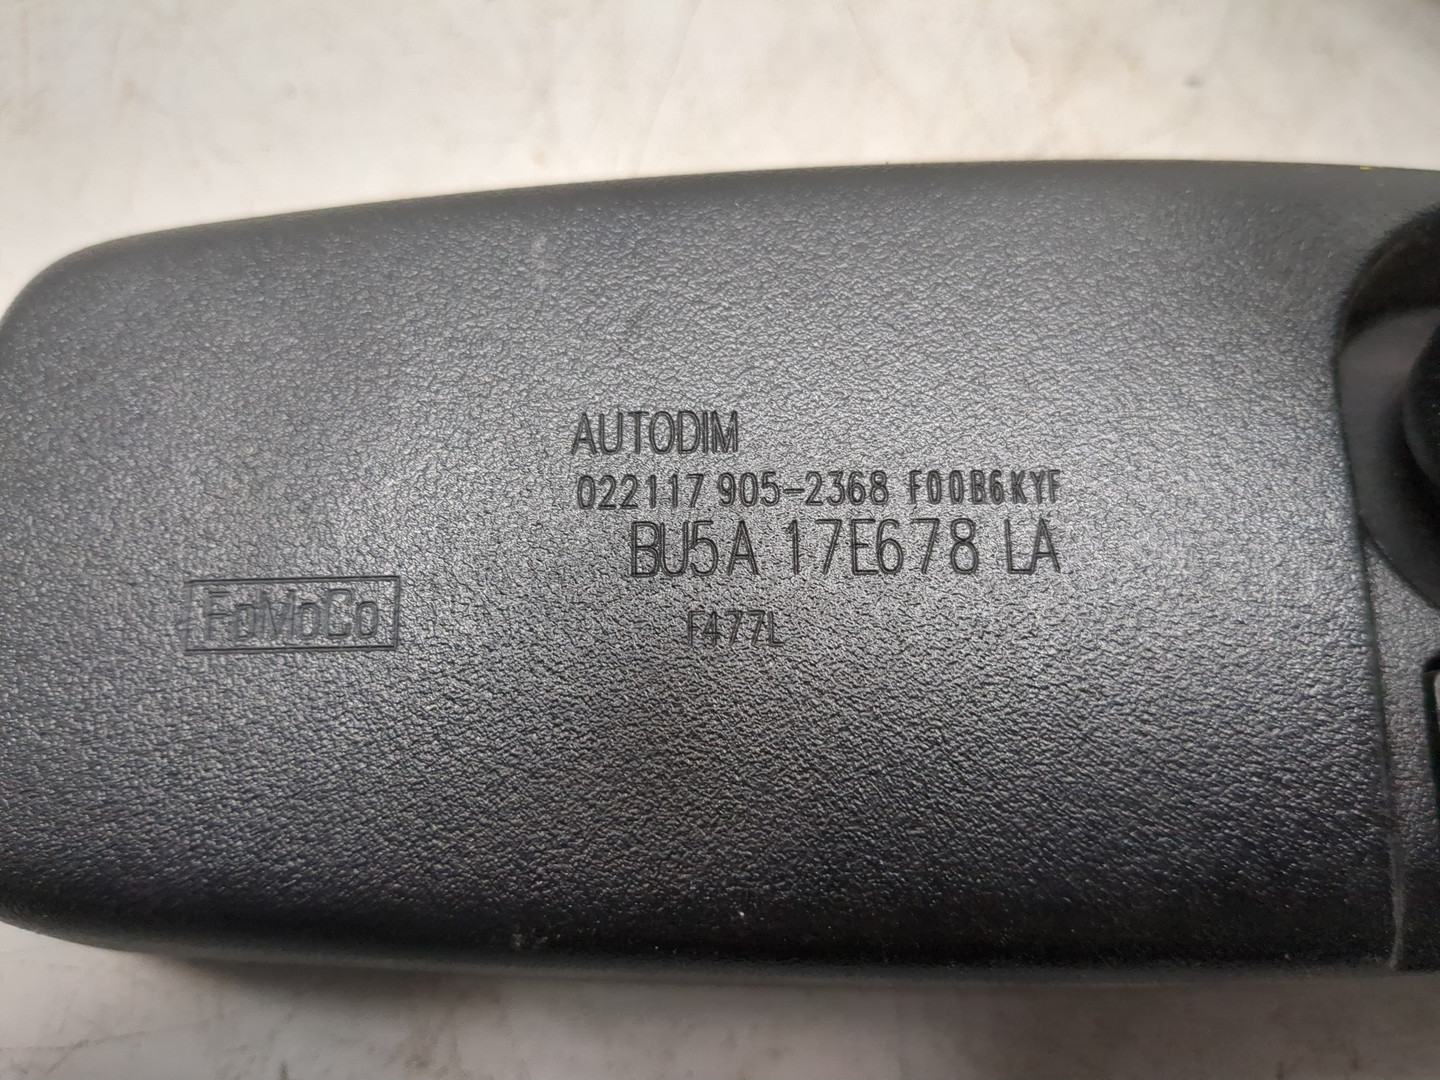 AUTODIM
022117 905-2368 F00B6KYF
BU5A 17E678 LA
FoMoCo
F477L